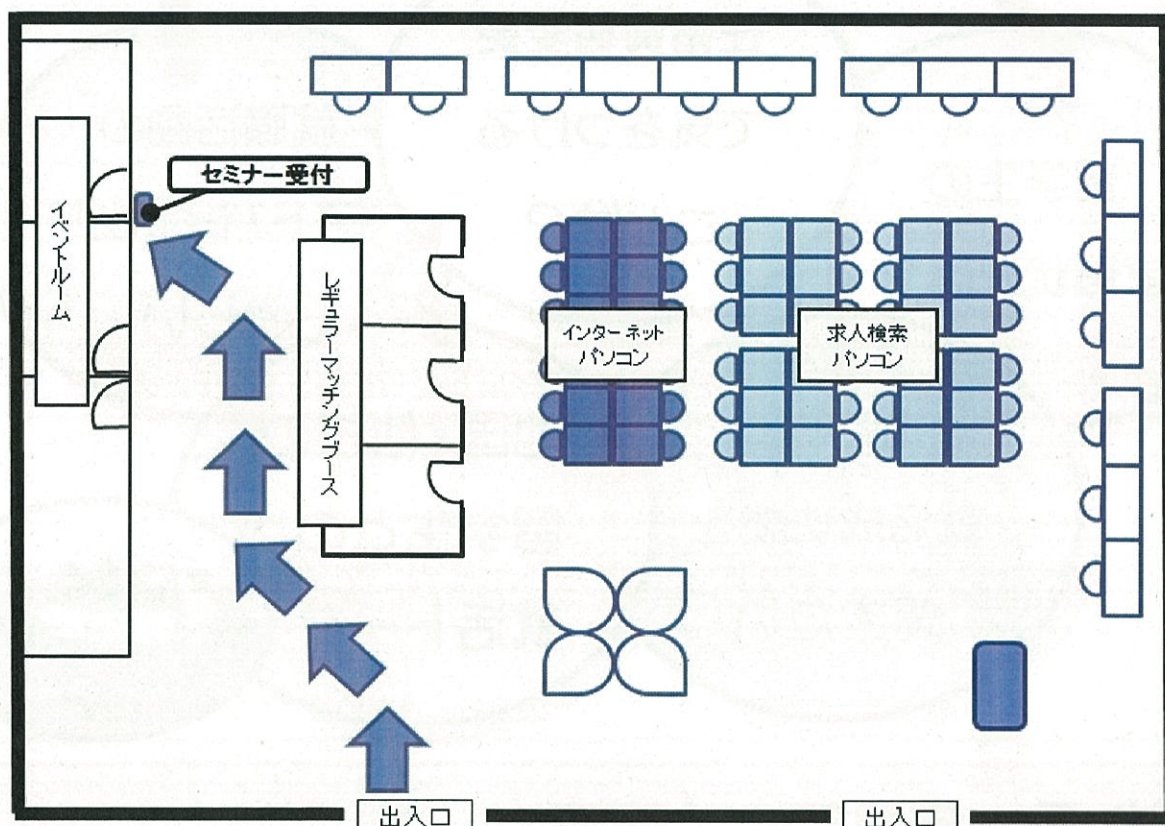 セミナー受付
イベントルーム
レギュラーマッチングブース
インターネット
パソコン
求人検索
パソコン
出入口
出入口